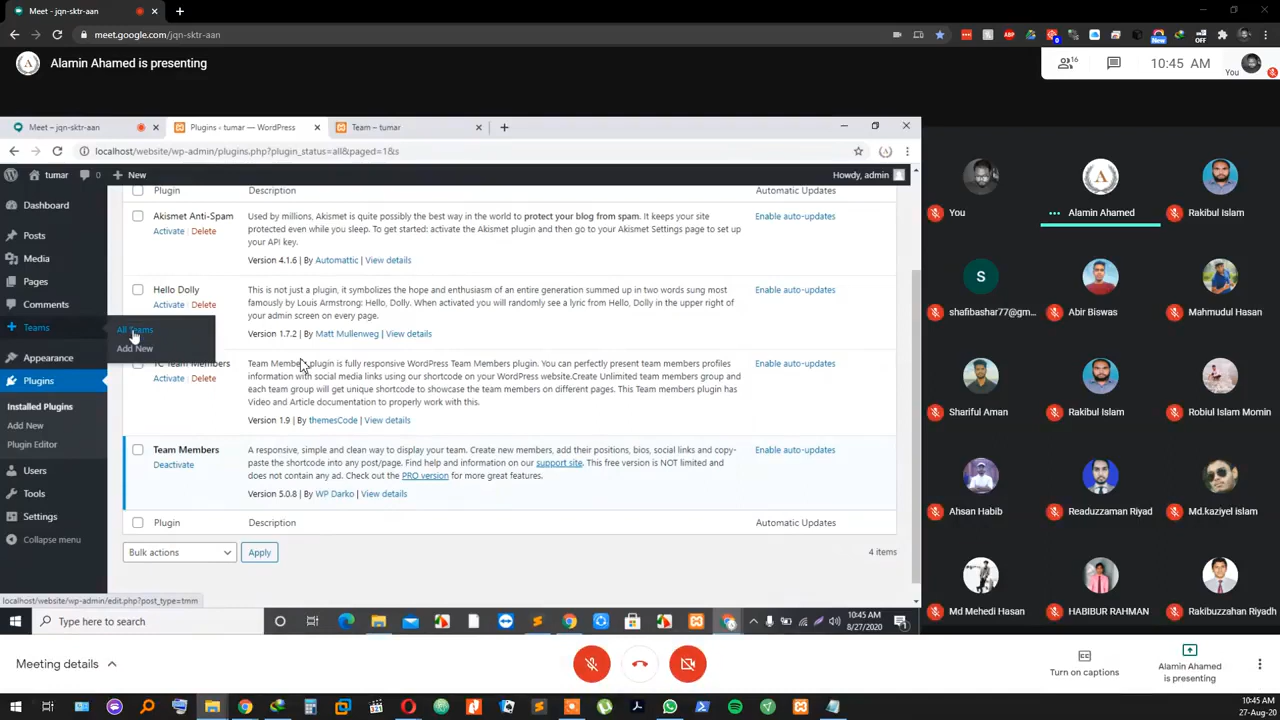 Meet - jqn-sktr-aan
meet.google.com/jqn-sktr-aan
ABP
0
New
OFF
Alamin Ahamed is presenting
16
10:45 AM
You
Meet – jqn-sktr-aan
Plugins ‹ tumar — WordPress
Team – tumar
localhost/website/wp-admin/plugins.php?plugin_status=all&paged=1&s
tumar
0
New
Howdy, admin
Dashboard
Posts
Media
Pages
Comments
Teams
All Teams
Add New
Appearance
Plugins
Installed Plugins
Add New
Plugin Editor
Users
Tools
Settings
Collapse menu
Plugin
Description
Automatic Updates
Akismet Anti-Spam
Activate | Delete
Used by millions, Akismet is quite possibly the best way in the world to protect your blog from spam. It keeps your site
protected even while you sleep. To get started: activate the Akismet plugin and then go to your Akismet Settings page to set up
your API key.
Version 4.1.6 | By Automattic | View details
Enable auto-updates
Hello Dolly
Activate | Delete
This is not just a plugin, it symbolizes the hope and enthusiasm of an entire generation summed up in two words sung most
famously by Louis Armstrong: Hello, Dolly. When activated you will randomly see a lyric from Hello, Dolly in the upper right of
your admin screen on every page.
Version 1.7.2 | By Matt Mullenweg | View details
Enable auto-updates
TC Team Members
Activate | Delete
Team Members plugin is fully responsive WordPress Team Members plugin. You can perfectly present team members profiles
information with social media links using our shortcode on your WordPress website.Create Unlimited team members group and
each team group will get unique shortcode to showcase the team members on different pages. This Team members plugin has
Video and Article documentation to properly work with this.
Version 1.9 | By themesCode | View details
Enable auto-updates
Team Members
Deactivate
A responsive, simple and clean way to display your team. Create new members, add their positions, bios, social links and copy-
paste the shortcode into any post/page. Find help and information on our support site. This free version is NOT limited and
does not contain any ad. Check out the PRO version for more great features.
Version 5.0.8 | By WP Darko | View details
Enable auto-updates
Plugin
Description
Automatic Updates
Bulk actions
Apply
4 items
localhost/website/wp-admin/edit.php?post_type=tmm
Type here to search
10:45 AM
8/27/2020
1
You
Alamin Ahamed
Rakibul Islam
S
shafibashar77@gm...
Abir Biswas
Mahmudul Hasan
Shariful Aman
Rakibul Islam
Robiul Islam Momin
Ahsan Habib
Readuzzaman Riyad
Md.kaziyel islam
Md Mehedi Hasan
HABIBUR RAHMAN
Rakibuzzahan Riyadh
Meeting details
Turn on captions
Alamin Ahamed
is presenting
10:45 AM
27-Aug-20